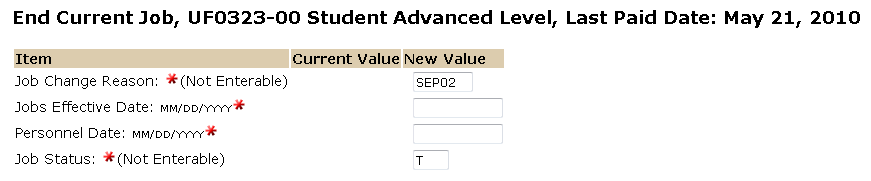 End Current Job, UF0323-00 Student Advanced Level, Last Paid Date: May 21, 2010
Item Current Value New Value
Job Change Reason: *(Not Enterable) SEP02
Jobs Effective Date: MM/DD/YYYY*
Personnel Date: MM/DD/YYYY*
Job Status: *(Not Enterable) T